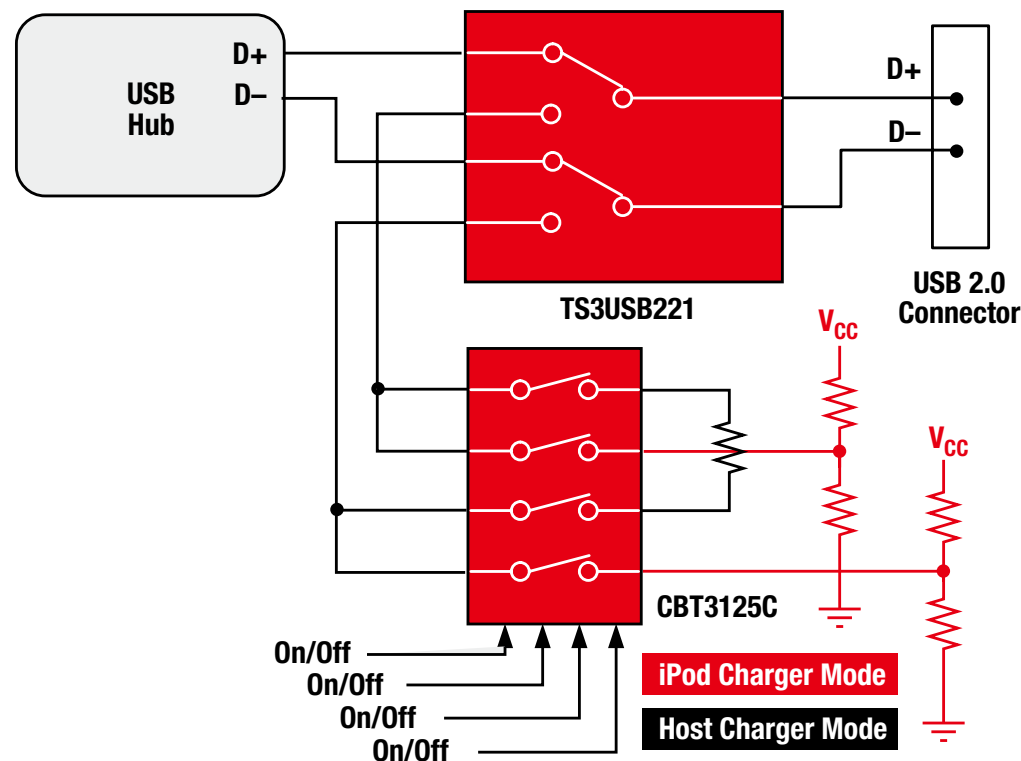 USB
Hub
D+
D–
D+
D–
TS3USB221
USB 2.0
Connector
VCC
VCC
CBT3125C
On/Off
On/Off
On/Off
On/Off
iPod Charger Mode
Host Charger Mode